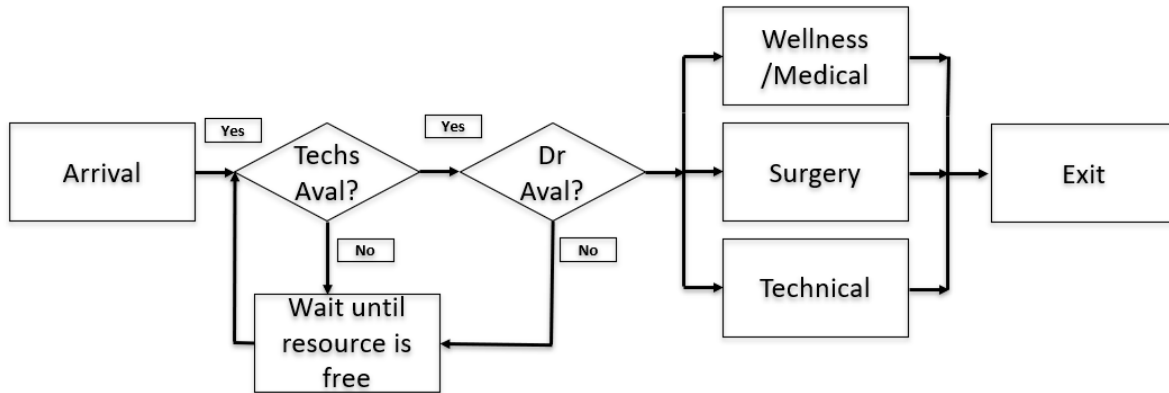 Arrival
Yes
Techs
Aval?
No
Yes
Dr
Aval?
No
Wait until
resource is
free
Wellness
/Medical
Surgery
Technical
Exit